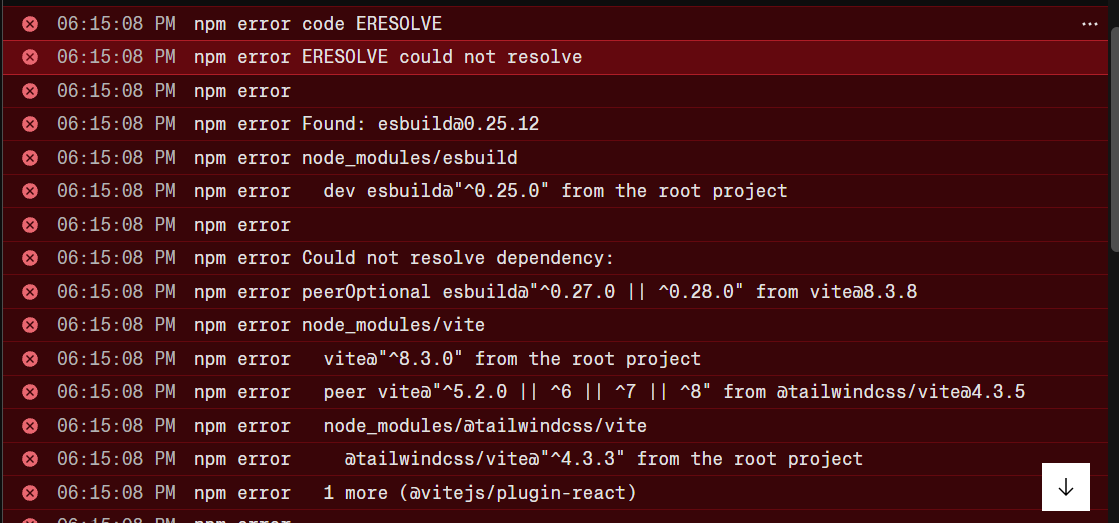 06:15:08 PM npm error code ERESOLVE
06:15:08 PM npm error ERESOLVE could not resolve
06:15:08 PM npm error
06:15:08 PM npm error Found: esbuild@0.25.12
06:15:08 PM npm error node_modules/esbuild
06:15:08 PM npm error   dev esbuild@"^0.25.0" from the root project
06:15:08 PM npm error
06:15:08 PM npm error Could not resolve dependency:
06:15:08 PM npm error peerOptional esbuild@"^0.27.0 || ^0.28.0" from vite@8.3.8
06:15:08 PM npm error node_modules/vite
06:15:08 PM npm error   vite@"^8.3.0" from the root project
06:15:08 PM npm error   peer vite@"^5.2.0 || ^6 || ^7 || ^8" from @tailwindcss/vite@4.3.5
06:15:08 PM npm error   node_modules/@tailwindcss/vite
06:15:08 PM npm error     @tailwindcss/vite@"^4.3.3" from the root project
06:15:08 PM npm error   1 more (@vitejs/plugin-react)
06:15:08 PM npm error